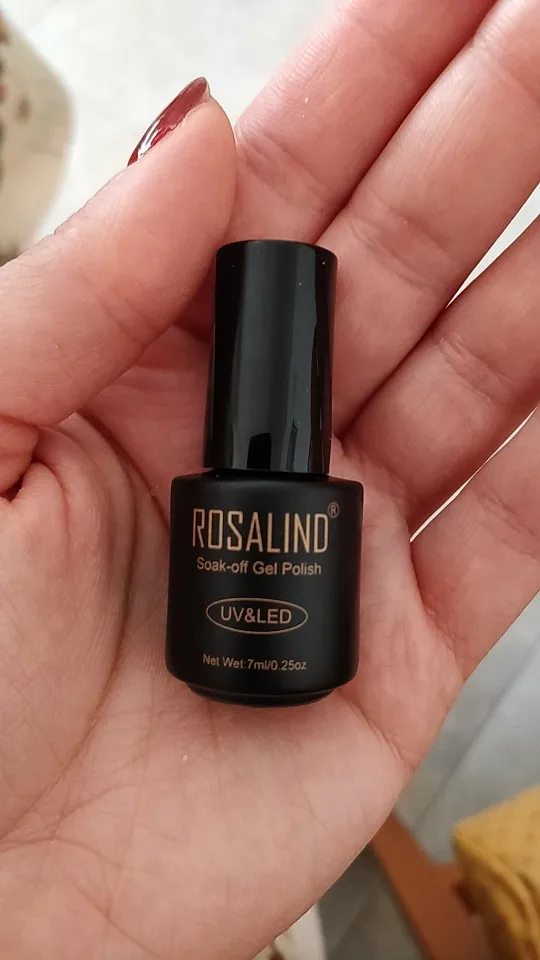 ROSALIND®
Soak-off Gel Polish
UV&LED
Net Wet:7ml/0.25oz